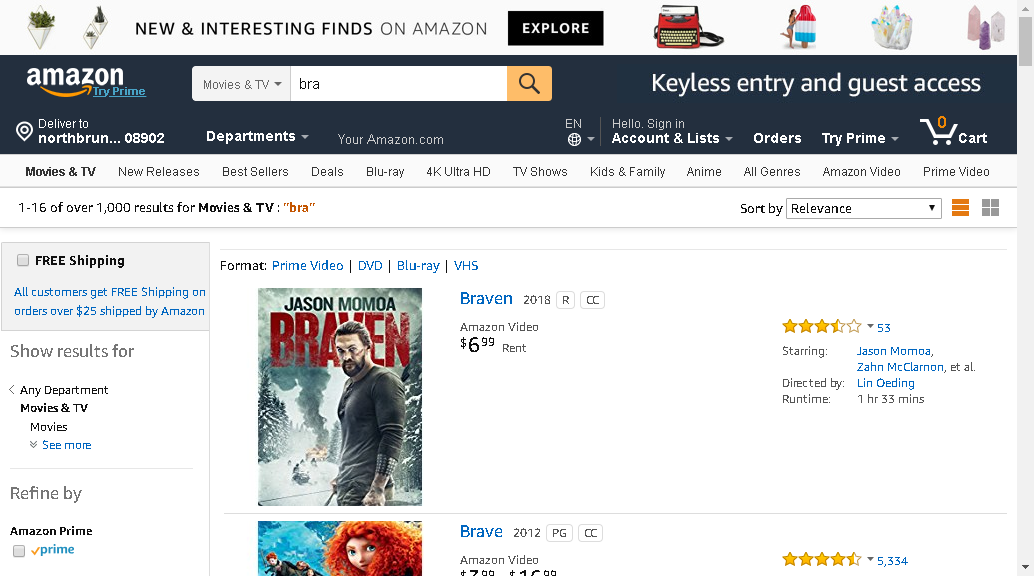 NEW & INTERESTING FINDS ON AMAZON EXPLORE
amazon
Try Prime
Movies & TV
bra
Keyless entry and guest access
Deliver to
northbrun... 08902
Departments
Your Amazon.com
EN
Hello. Sign in
Account & Lists
Orders
Try Prime
0
Cart
Movies & TV New Releases Best Sellers Deals Blu-ray 4K Ultra HD TV Shows Kids & Family Anime All Genres Amazon Video Prime Video
1-16 of over 1,000 results for Movies & TV : "bra"
Sort by Relevance
FREE Shipping
All customers get FREE Shipping on
orders over $25 shipped by Amazon
Show results for
Any Department
Movies & TV
Movies
See more
Refine by
Amazon Prime
prime
Format: Prime Video | DVD | Blu-ray | VHS
JASON MOMOA
BRAVEN
Braven 2018 R CC
Amazon Video
$6.99 Rent
53
Starring: Jason Momoa,
Zahn McClarnon, et al.
Directed by: Lin Oeding
Runtime: 1 hr 33 mins
Brave 2012 PG CC
Amazon Video
5,334